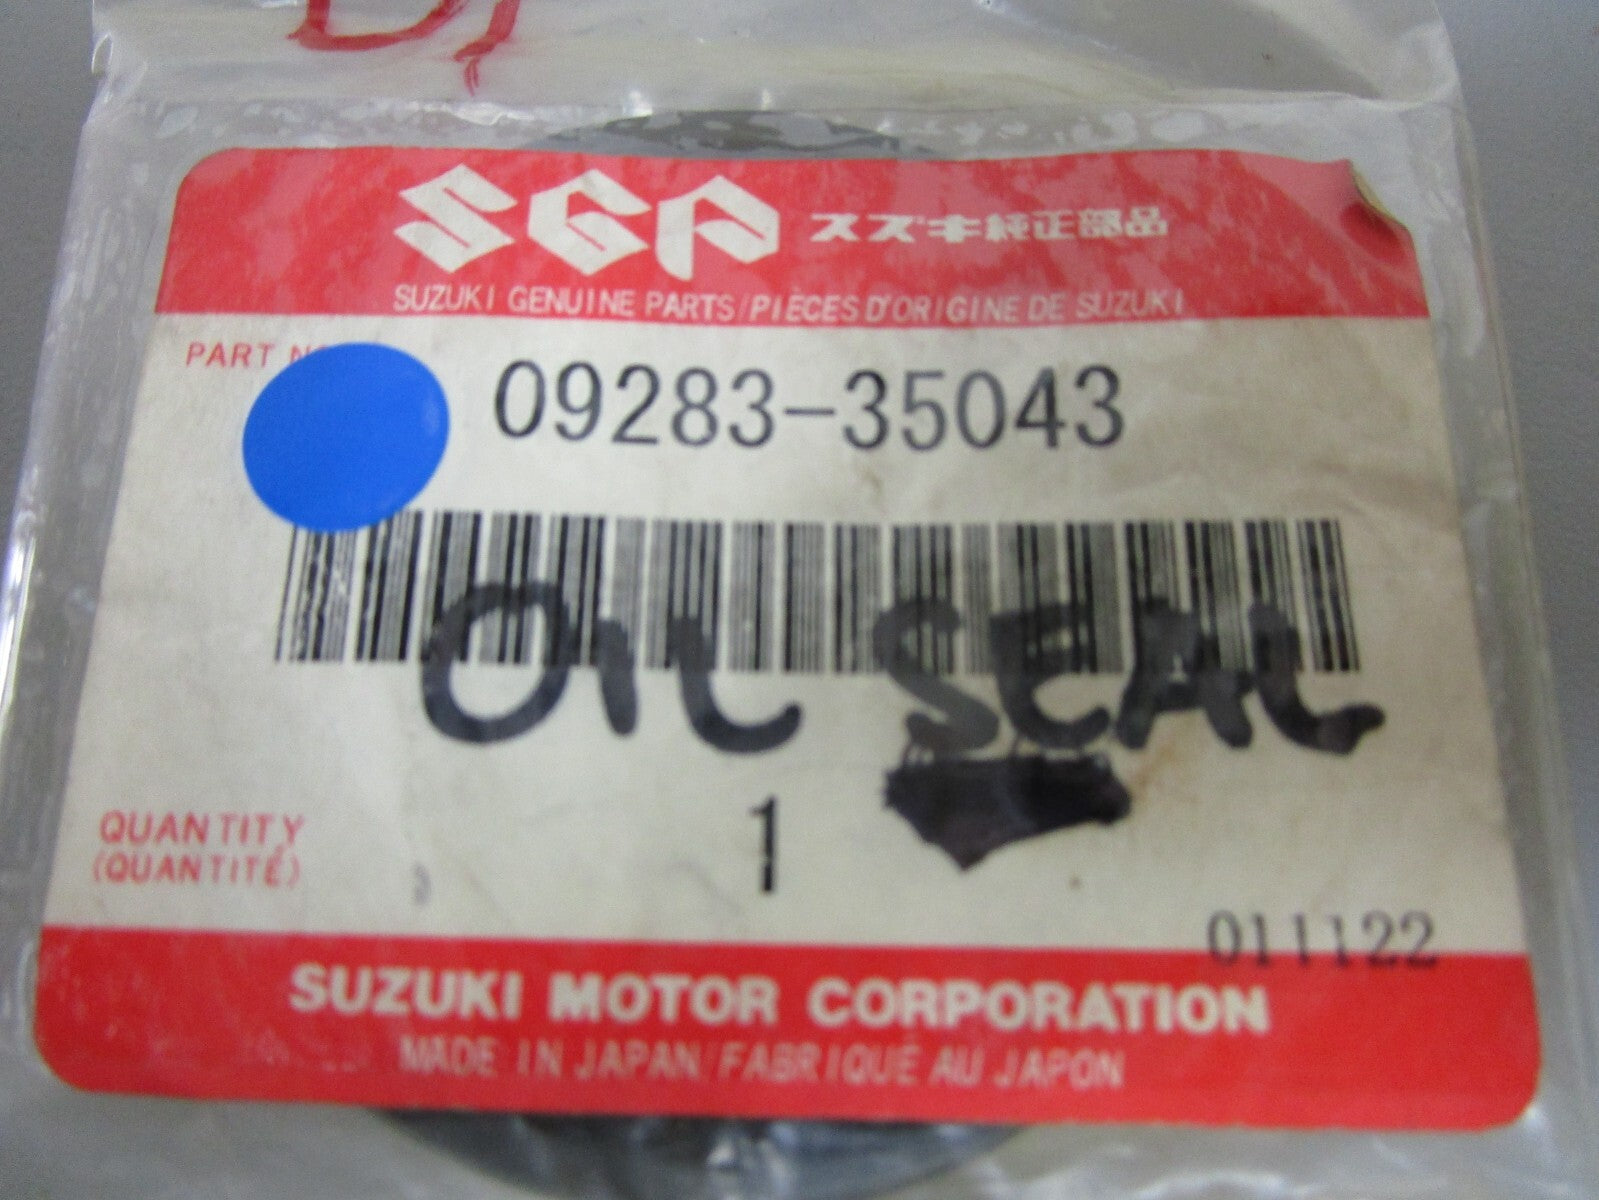 SGP スズキ純正部品
SUZUKI GENUINE PARTS/PIÈCES D'ORIGINE DE SUZUKI
PART
09283-35043
OIL SEAL
QUANTITY
(QUANTITÉ)
1
011122
SUZUKI MOTOR CORPORATION
MADE IN JAPAN/FABRIQUÉ AU JAPON